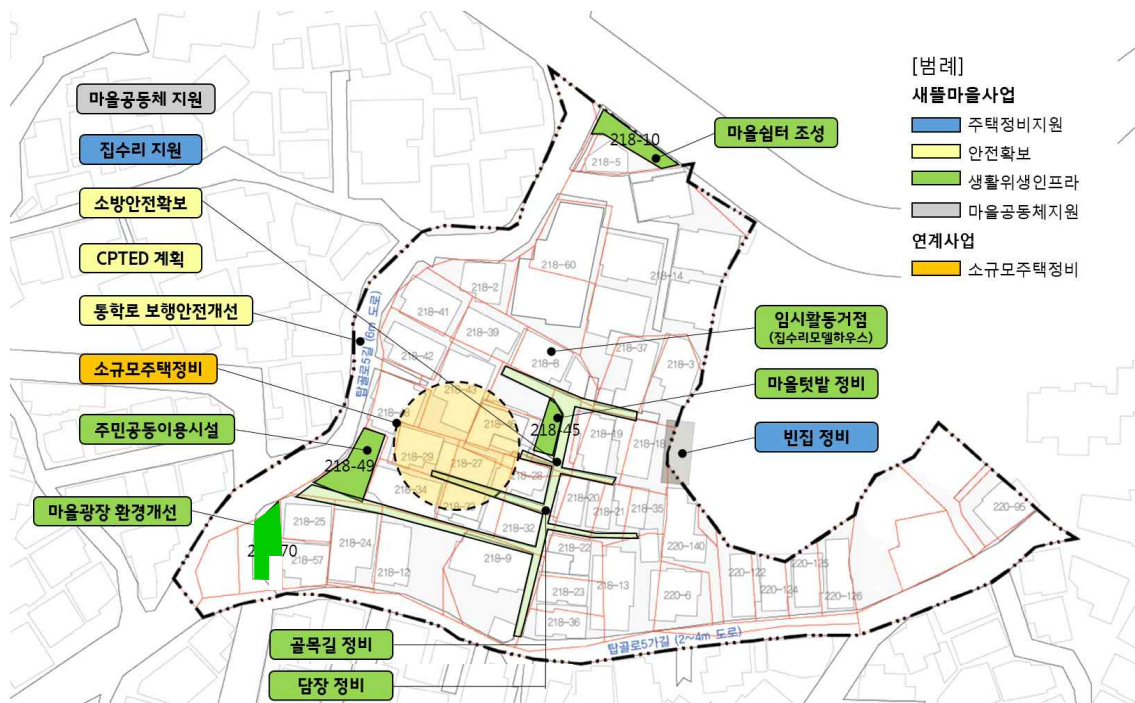 [범례]
새뜰마을사업
주택정비지원
안전확보
생활위생인프라
마을공동체지원
연계사업
소규모주택정비
마을공동체 지원
집수리 지원
소방안전확보
CPTED 계획
통학로 보행안전개선
소규모주택정비
주민공동이용시설
마을광장 환경개선
골목길 정비
담장 정비
마을쉼터 조성
임시활동거점
(집수리모델하우스)
마을텃밭 정비
빈집 정비
탑골로5길 (6m 도로)
탑골로5가길 (2~4m 도로)
218-10
218-5
218-60
218-14
218-2
218-41
218-39
218-42
218-8
218-37
218-3
218-43
218-45
218-19
218-18
218-49
218-29
218-27
218-28
218-34
218-20
218-21
218-35
218-32
218-25
218-24
218-57
218-12
218-9
218-22
218-13
218-23
218-36
220-140
220-6
220-122
220-124
220-125
220-126
220-95